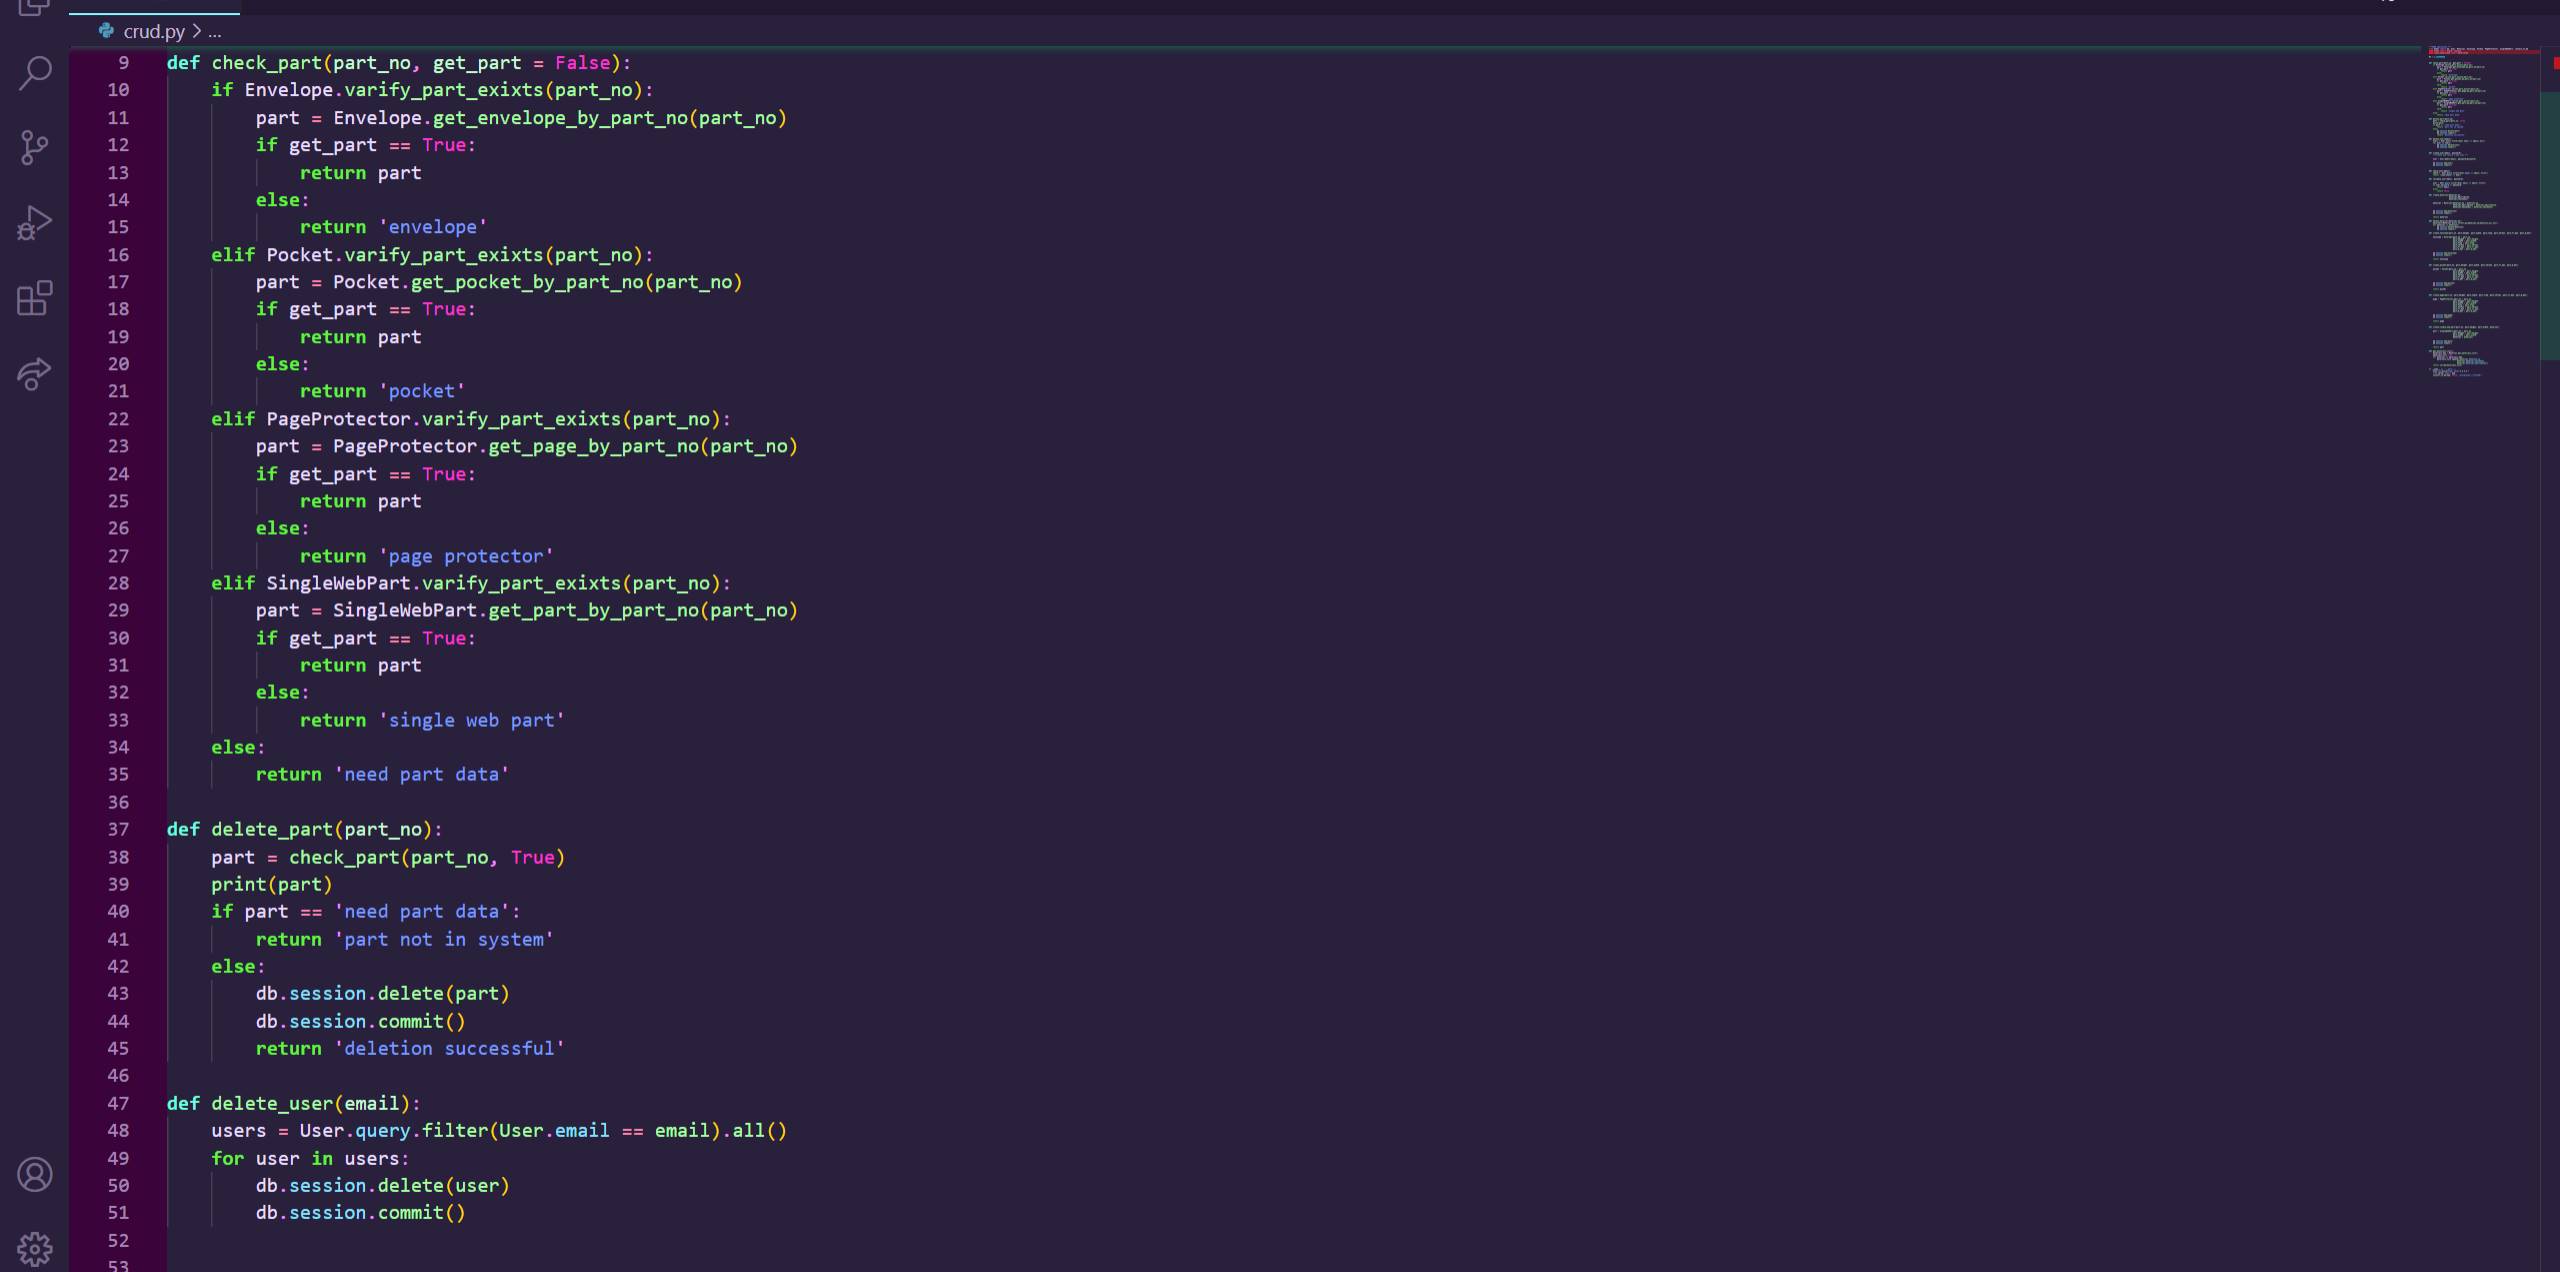 crud.py > ...
9 def check_part(part_no, get_part = False):
10 if Envelope.varify_part_exixts(part_no):
11 part = Envelope.get_envelope_by_part_no(part_no)
12 if get_part == True:
13 return part
14 else:
15 return 'envelope'
16 elif Pocket.varify_part_exixts(part_no):
17 part = Pocket.get_pocket_by_part_no(part_no)
18 if get_part == True:
19 return part
20 else:
21 return 'pocket'
22 elif PageProtector.varify_part_exixts(part_no):
23 part = PageProtector.get_page_by_part_no(part_no)
24 if get_part == True:
25 return part
26 else:
27 return 'page protector'
28 elif SingleWebPart.varify_part_exixts(part_no):
29 part = SingleWebPart.get_part_by_part_no(part_no)
30 if get_part == True:
31 return part
32 else:
33 return 'single web part'
34 else:
35 return 'need part data'
36
37 def delete_part(part_no):
38 part = check_part(part_no, True)
39 print(part)
40 if part == 'need part data':
41 return 'part not in system'
42 else:
43 db.session.delete(part)
44 db.session.commit()
45 return 'deletion successful'
46
47 def delete_user(email):
48 users = User.query.filter(User.email == email).all()
49 for user in users:
50 db.session.delete(user)
51 db.session.commit()
52
53